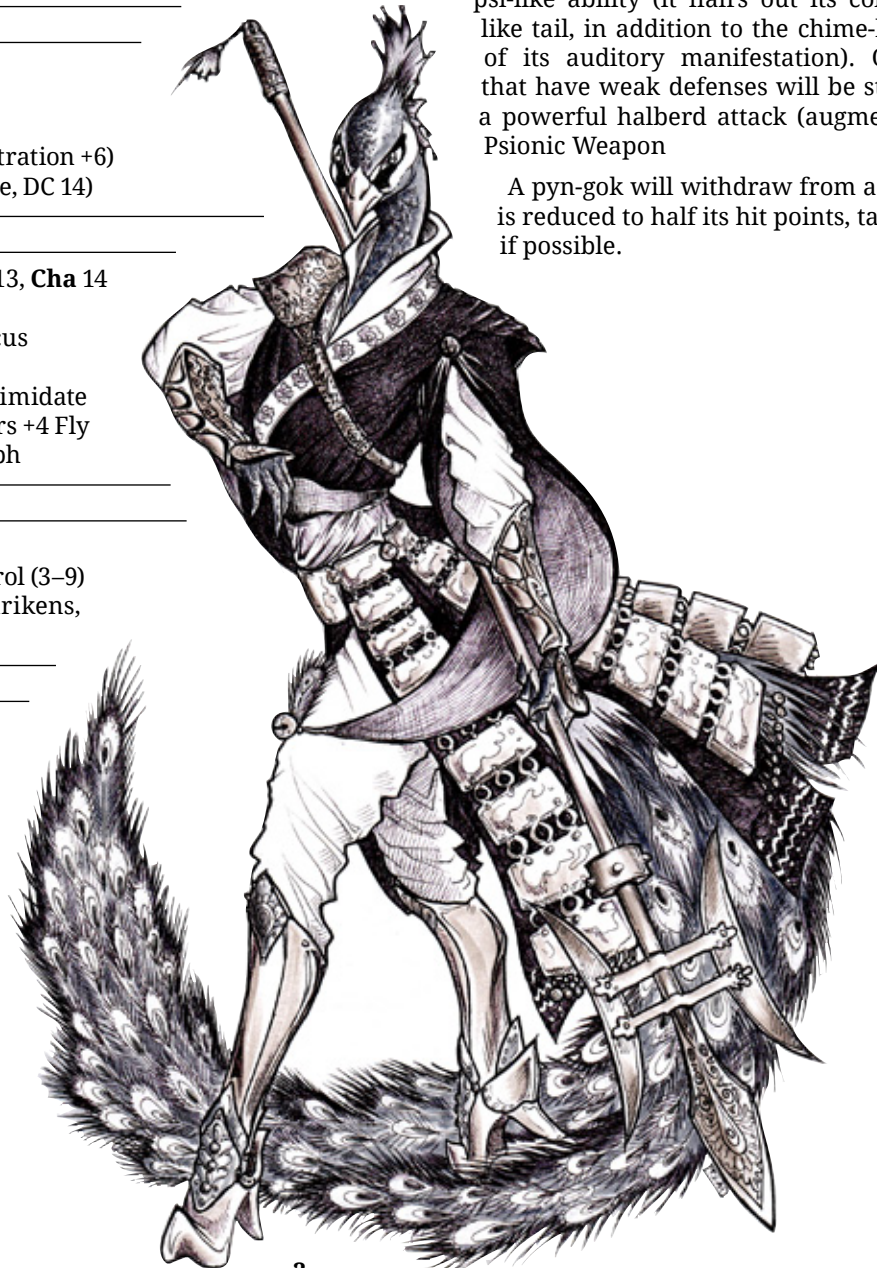 tration +6)
e, DC 14)
13, Cha 14
cus
imidate
rs +4 Fly
ph
rol (3–9)
rikens,
psi-like ability (it flairs out its co
like tail, in addition to the chime-l
of its auditory manifestation).
that have weak defenses will be st
a powerful halberd attack (augme
Psionic Weapon
A pyn-gok will withdraw from a
is reduced to half its hit points, ta
if possible.